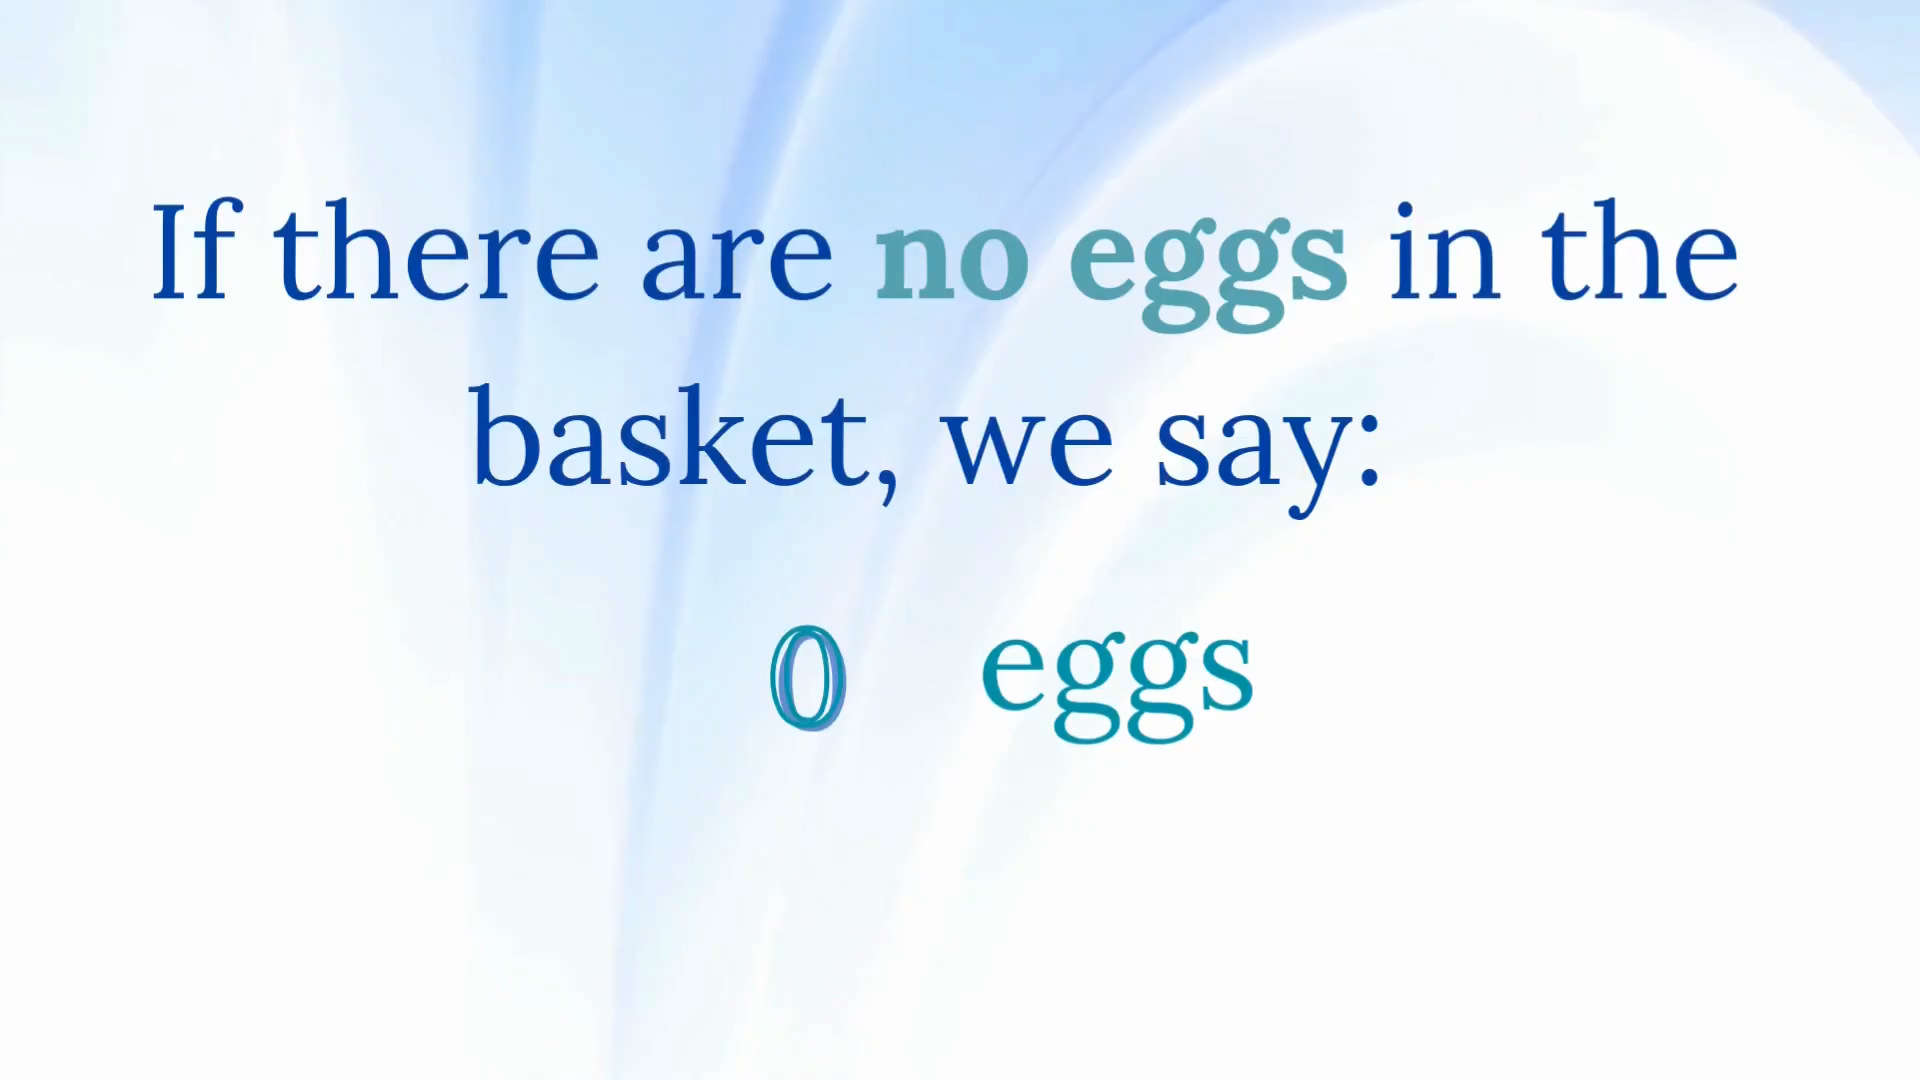 If there are no eggs in the
basket, we say:
0 eggs